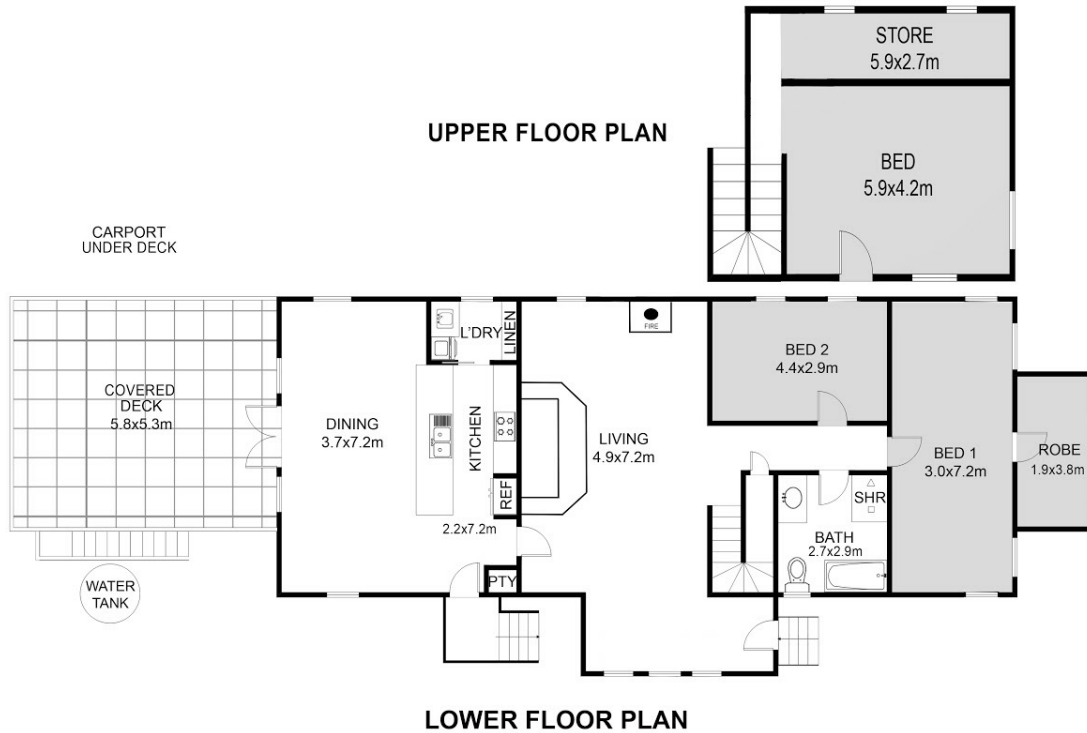 STORE
5.9x2.7m
UPPER FLOOR PLAN
BED
5.9x4.2m
CARPORT
UNDER DECK
COVERED
DECK
5.8x5.3m
DINING
3.7x7.2m
L'DRY
LINEN
KITCHEN
REF
2.2x7.2m
PTY
FIRE
LIVING
4.9x7.2m
BED 2
4.4x2.9m
BED 1
3.0x7.2m
ROBE
1.9x3.8m
SHR
BATH
2.7x2.9m
WATER
TANK
LOWER FLOOR PLAN